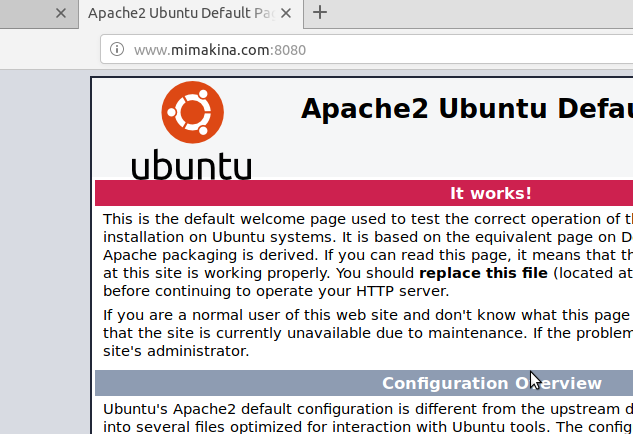 Apache2 Ubuntu Default Pa
www.mimakina.com:8080
ubuntu
Apache2 Ubuntu Defau
It works!
This is the default welcome page used to test the correct operation of t
installation on Ubuntu systems. It is based on the equivalent page on D
Apache packaging is derived. If you can read this page, it means that th
at this site is working properly. You should replace this file (located at
before continuing to operate your HTTP server.
If you are a normal user of this web site and don't know what this page
that the site is currently unavailable due to maintenance. If the problem
site's administrator.
Configuration Overview
Ubuntu's Apache2 default configuration is different from the upstream d
into several files optimized for interaction with Ubuntu tools. The config